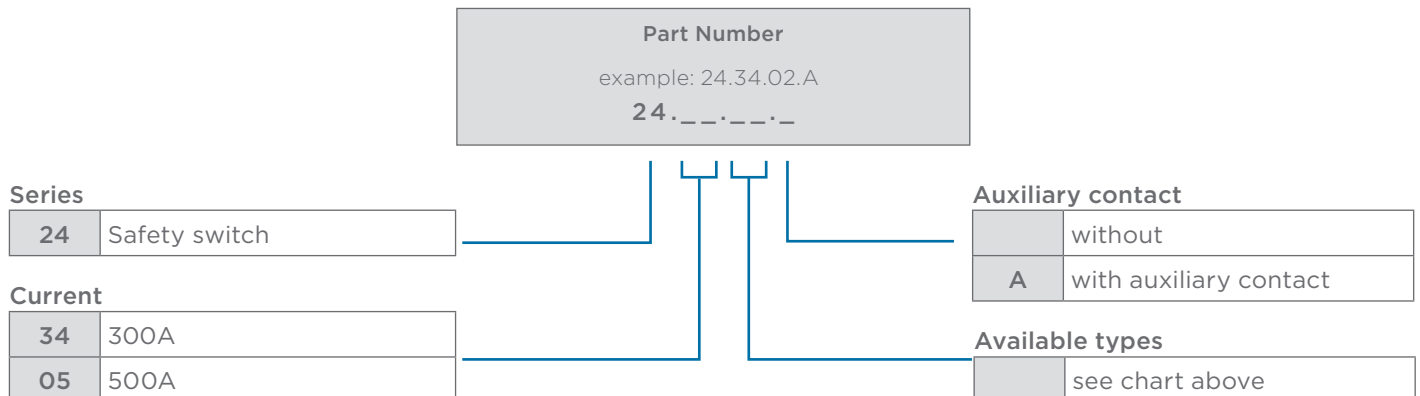 Part Number
example: 24.34.02.A
24.__.__._
Series
24 Safety switch
Current
34 300A
05 500A
Auxiliary contact
without
A with auxiliary contact
Available types
see chart above